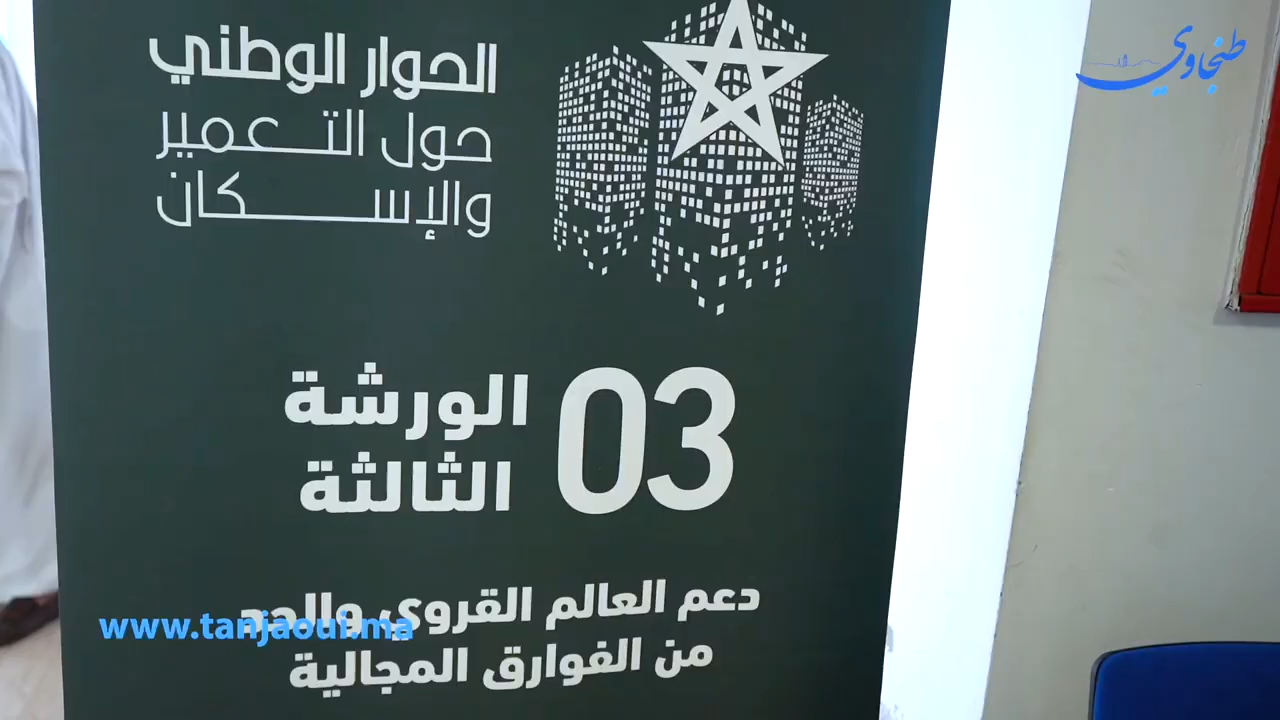 الحوار الوطني
حول التعمير
والإسكان
طنجاوي
03
الورشة
الثالثة
دعم العالم القروي والحد
من الفوارق المجالية
www.tanjaoui.ma